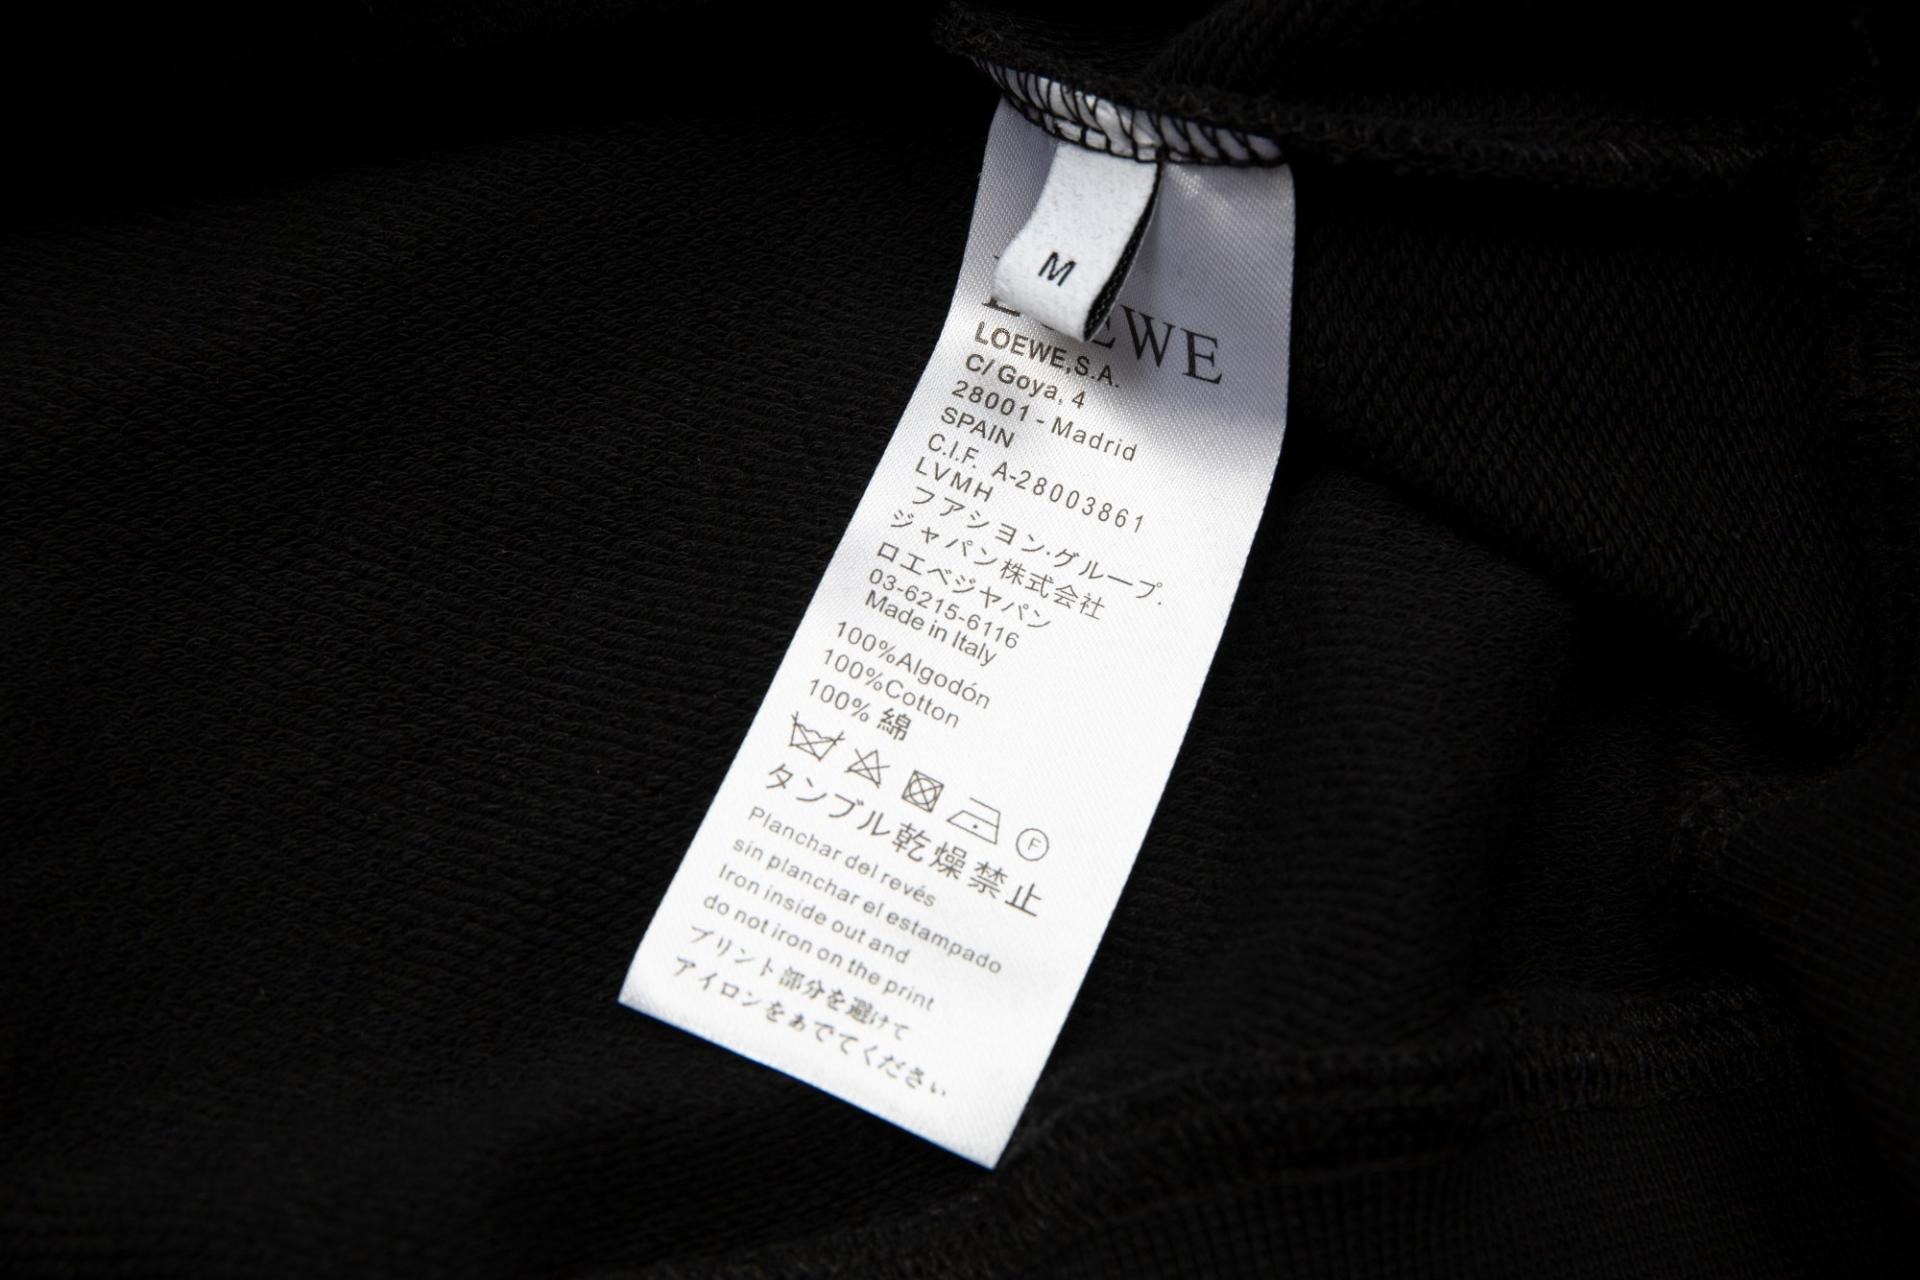 M
LOEWE
LOEWE,S.A.
C/ Goya, 4
28001 - Madrid
SPAIN
C.I.F. A-28003861
LVMH
フアシヨン·グループ.
ジャパン株式会社
ロエベジヤパン
03-6215-6116
Made in Italy
100%Algodón
100%Cotton
100% 綿
F
タンブル乾燥禁止
Planchar del revés
sin planchar el estampado
Iron inside out and
do not iron on the print
プリント部分を避けて
アイロンをぁでてください